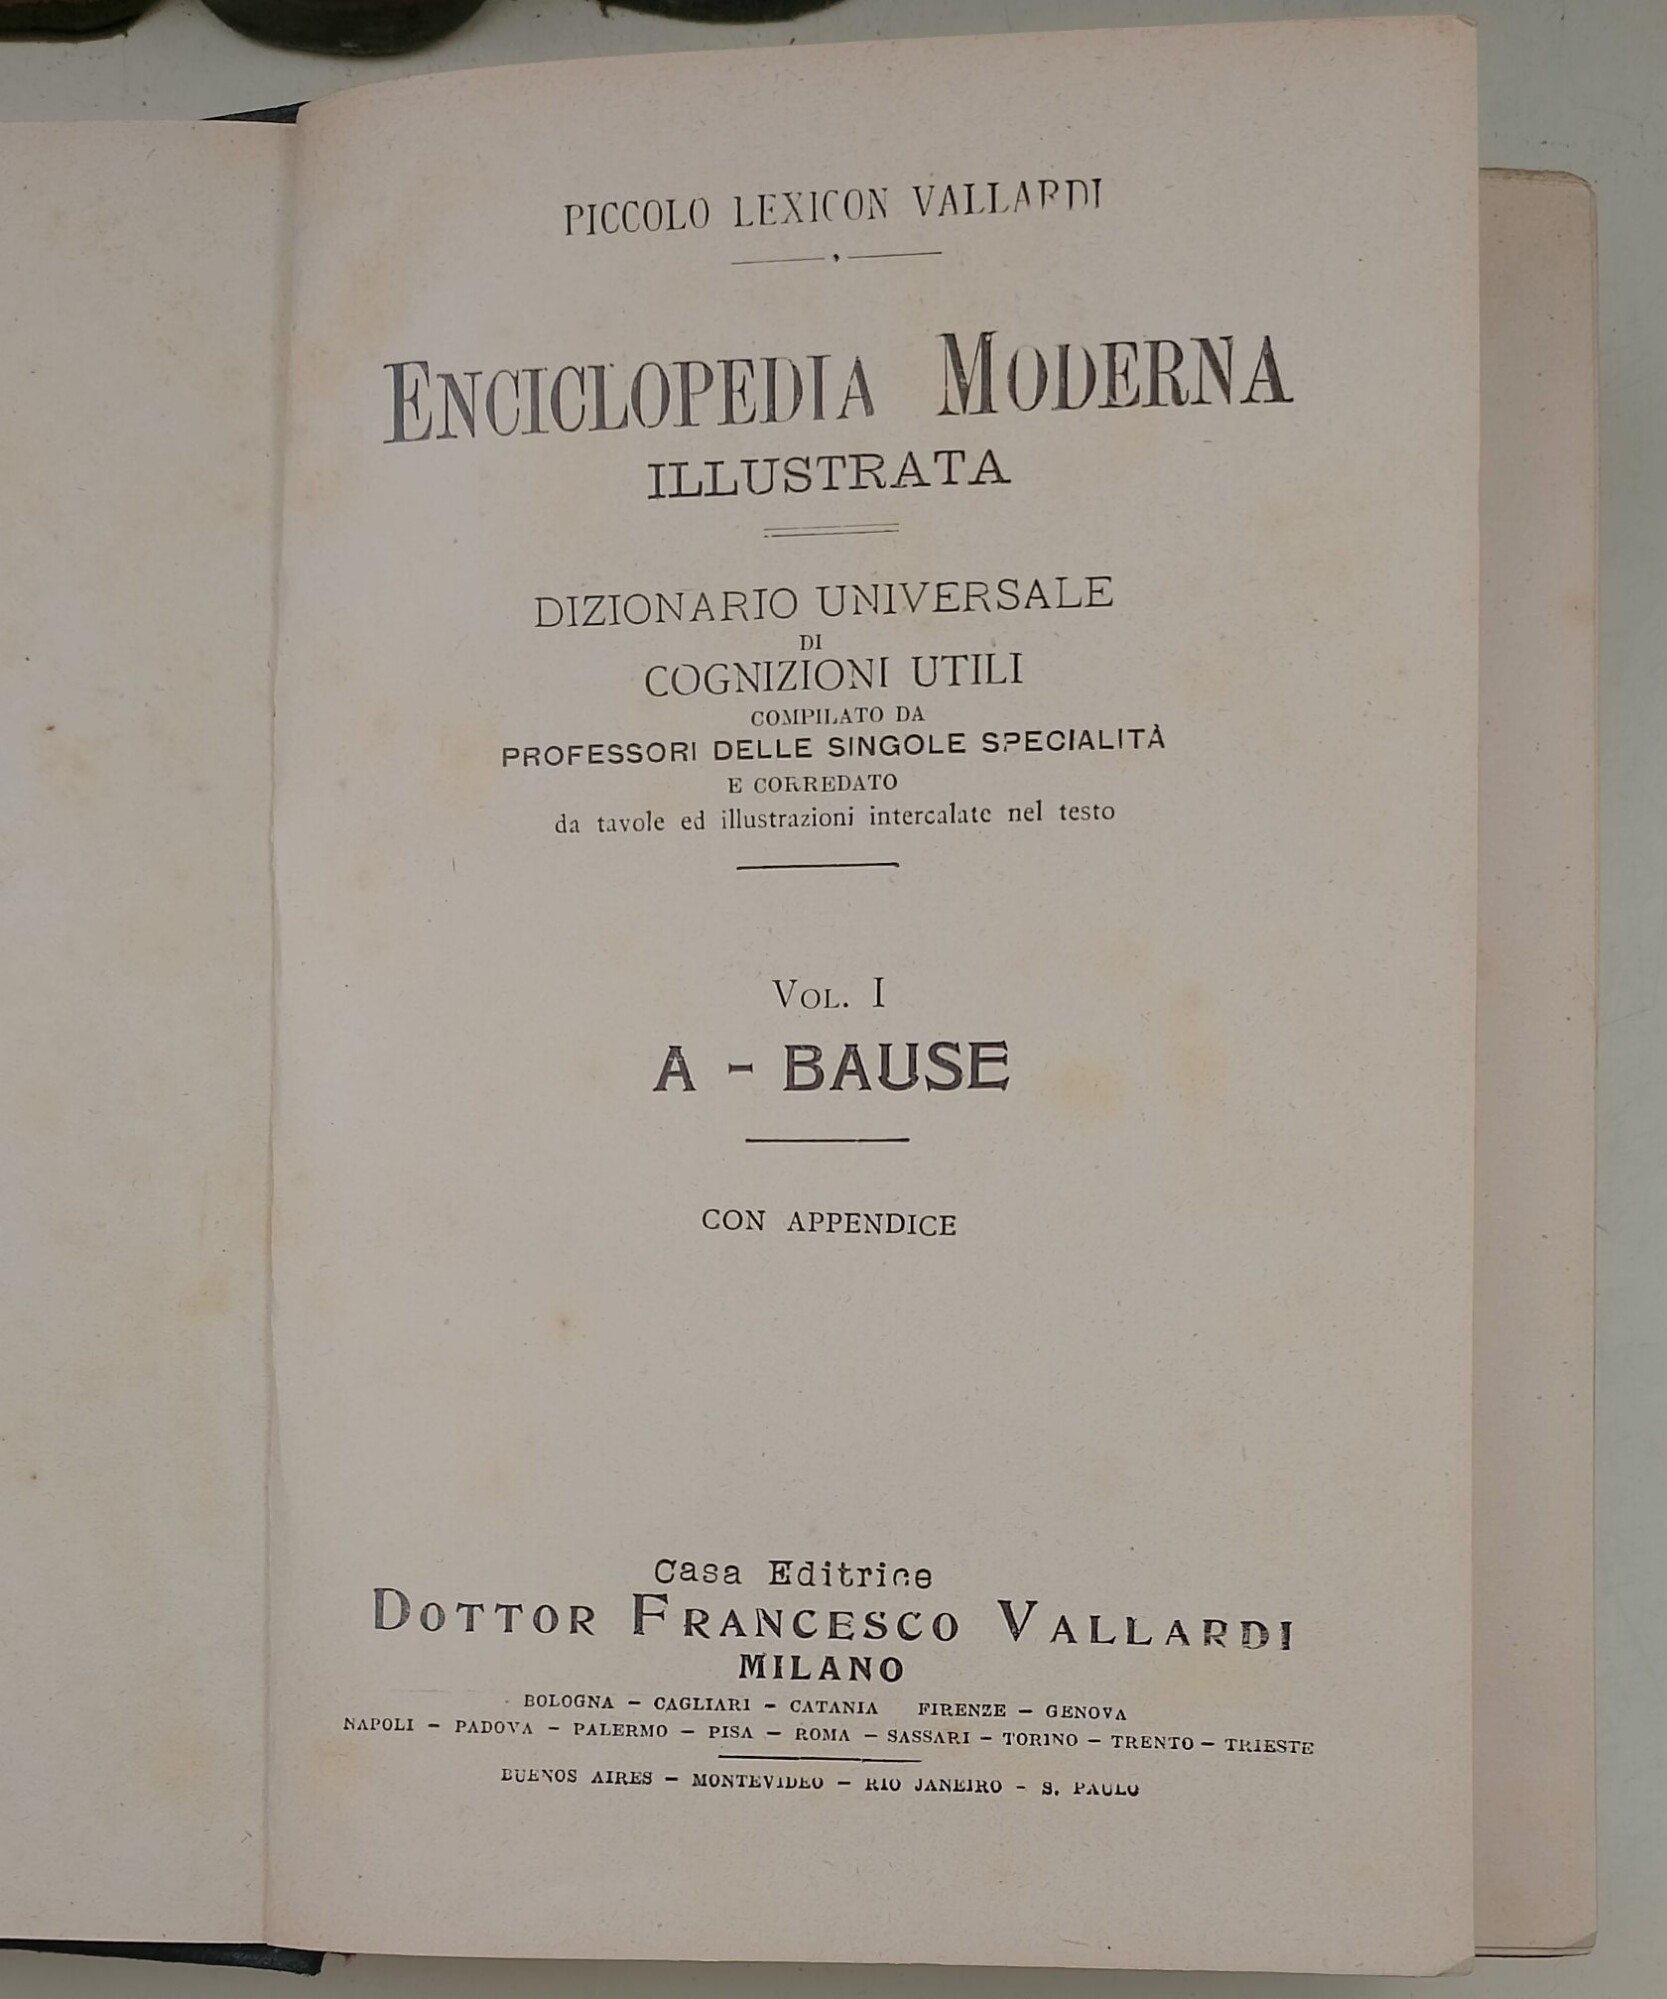 PICCOLO LEXICON VALLARDI
ENCICLOPEDIA MODERNA
ILLUSTRATA
DIZIONARIO UNIVERSALE
DI
COGNIZIONI UTILI
COMPILATO DA
PROFESSORI DELLE SINGOLE SPECIALITÀ
E CORREDATO
da tavole ed illustrazioni intercalate nel testo
VOL. I
A - BAUSE
CON APPENDICE
Casa Editrice
DOTTOR FRANCESCO VALLARDI
MILANO
BOLOGNA – CAGLIARI – CATANIA FIRENZE – GENOVA
NAPOLI – PADOVA – PALERMO – PISA – ROMA – SASSARI – TORINO – TRENTO – TRIESTE
BUENOS AIRES – MONTEVIDEO – RIO JANEIRO – S. PAULO